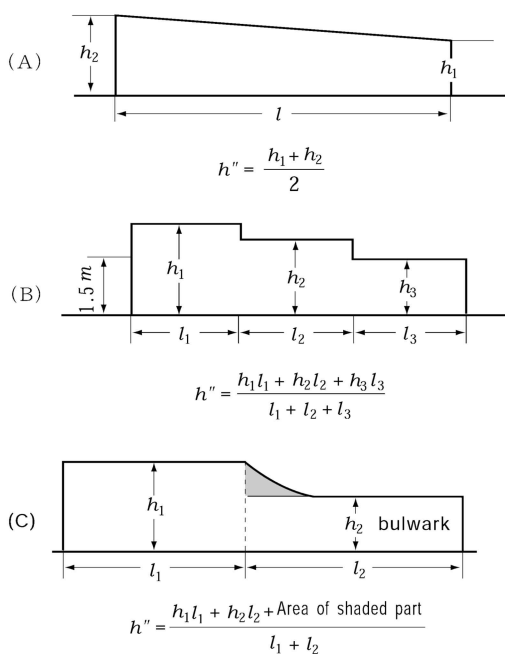 (A)
h₂
h₁
l
h″ = (h₁ + h₂) / 2
(B)
1.5 m
h₁
h₂
h₃
l₁ l₂ l₃
h″ = (h₁l₁ + h₂l₂ + h₃l₃) / (l₁ + l₂ + l₃)
(C)
h₁
h₂ bulwark
l₁ l₂
h″ = (h₁l₁ + h₂l₂ + Area of shaded part) / (l₁ + l₂)